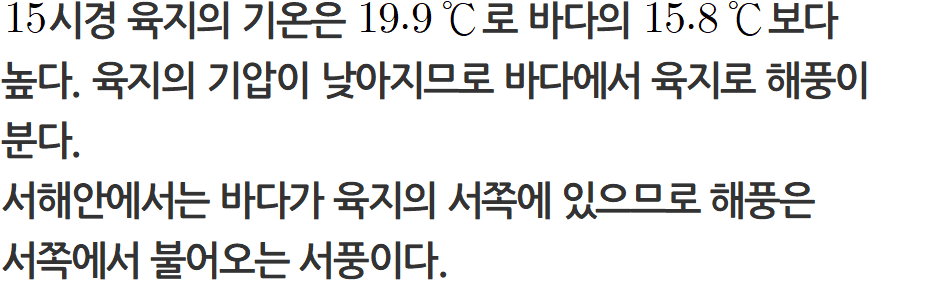 15시경 육지의 기온은 19.9℃로 바다의 15.8℃보다
높다. 육지의 기압이 낮아지므로 바다에서 육지로 해풍이
분다.
서해안에서는 바다가 육지의 서쪽에 있으므로 해풍은
서쪽에서 불어오는 서풍이다.